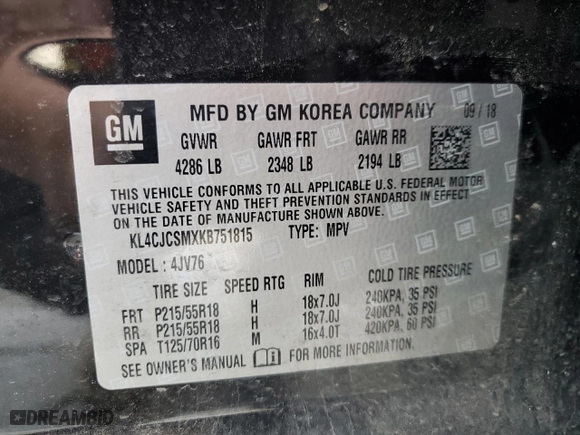 GM
MFD BY GM KOREA COMPANY 09/18
GVWR GAWR FRT GAWR RR
4286 LB 2348 LB 2194 LB
THIS VEHICLE CONFORMS TO ALL APPLICABLE U.S. FEDERAL MOTOR
VEHICLE SAFETY AND THEFT PREVENTION STANDARDS IN EFFECT
ON THE DATE OF MANUFACTURE SHOWN ABOVE.
KL4CJCSMXKB751815 TYPE: MPV
MODEL: 4JV76
TIRE SIZE SPEED RTG RIM COLD TIRE PRESSURE
FRT P215/55R18 H 18x7.0J 240KPA, 35 PSI
RR P215/55R18 H 18x7.0J 240KPA, 35 PSI
SPA T125/70R16 M 16x4.0T 420KPA, 60 PSI
SEE OWNER'S MANUAL FOR MORE INFORMATION.
DREAMBID